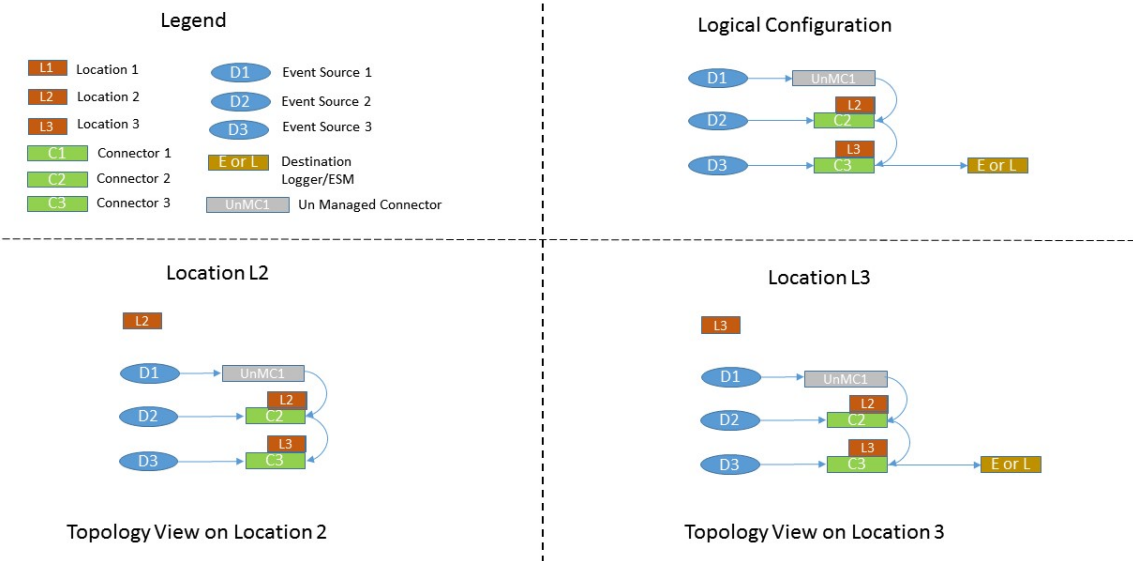 Legend
L1 Location 1
L2 Location 2
L3 Location 3
C1 Connector 1
C2 Connector 2
C3 Connector 3
D1 Event Source 1
D2 Event Source 2
D3 Event Source 3
E or L Destination
Logger/ESM
UnMC1 Un Managed Connector
Logical Configuration
D1 UnMC1
L2
D2 C2
L3
D3 C3 E or L
Location L2
L2
D1 UnMC1
L2
D2 C2
L3
D3 C3
Topology View on Location 2
Location L3
L3
D1 UnMC1
L2
D2 C2
L3
D3 C3 E or L
Topology View on Location 3